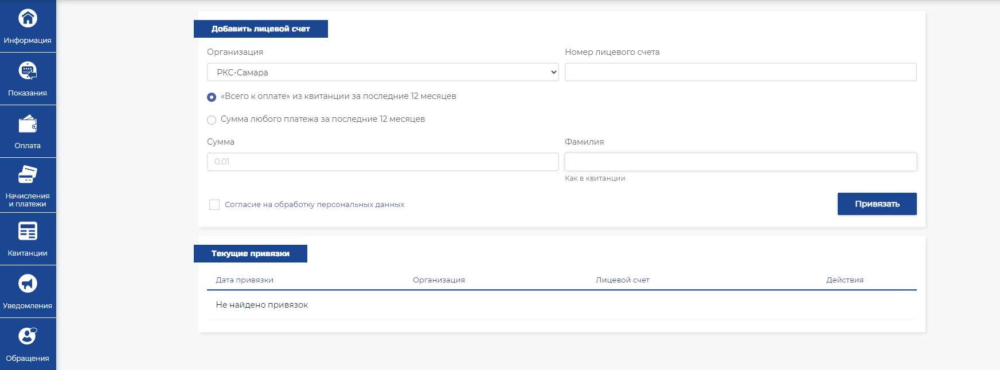 Информация
Показания
Оплата
Начисления
и платежи
Квитанции
Уведомления
Обращения
Добавить лицевой счет
Организация
Номер лицевого счета
РКС-Самара
«Всего к оплате» из квитанции за последние 12 месяцев
Сумма любого платежа за последние 12 месяцев
Сумма
Фамилия
0.01
Как в квитанции
Согласие на обработку персональных данных
Привязать
Текущие привязки
Дата привязки Организация Лицевой счет Действия
Не найдено привязок